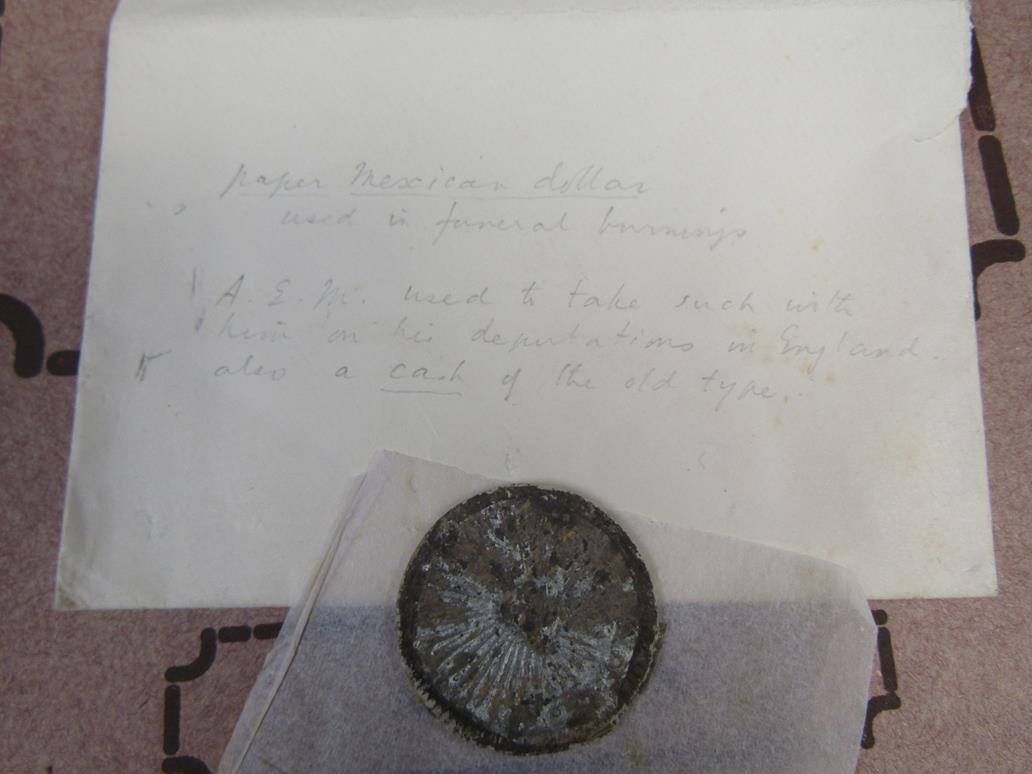 paper Mexican dollar
used in funeral burnings
A. E. M. used to take such with
him on his deputations in England.
also a cash of the old type.